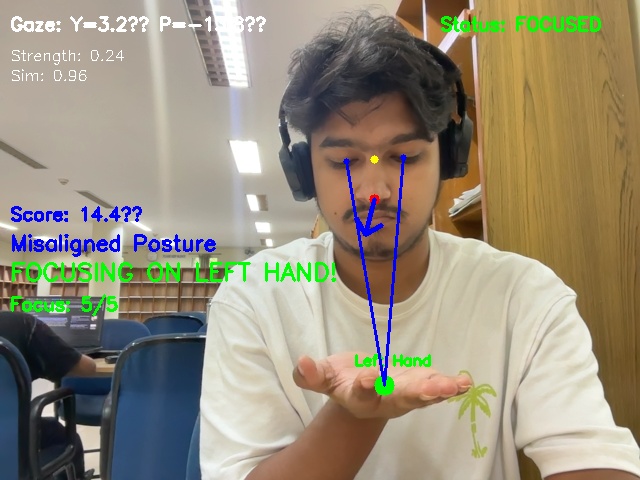 Gaze: Y=3.2?? P=-1 .8??
Status: FOCUSED
Strength: 0.24
Sim: 0.96
Score: 14.4??
Misaligned Posture
FOCUSING ON LEFT HAND!
Focus: 5/5
Left Hand